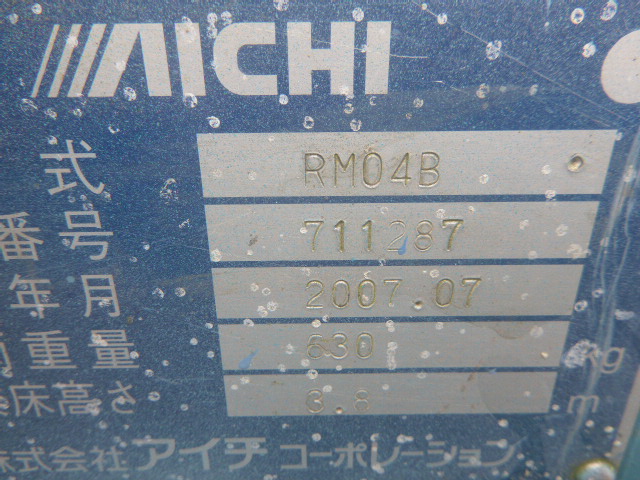 AICHI
式 RM04B
番号 711287
年月 2007.07
重量 630 kg
床高さ 3.8 m
株式会社 アイチ コーポレーション